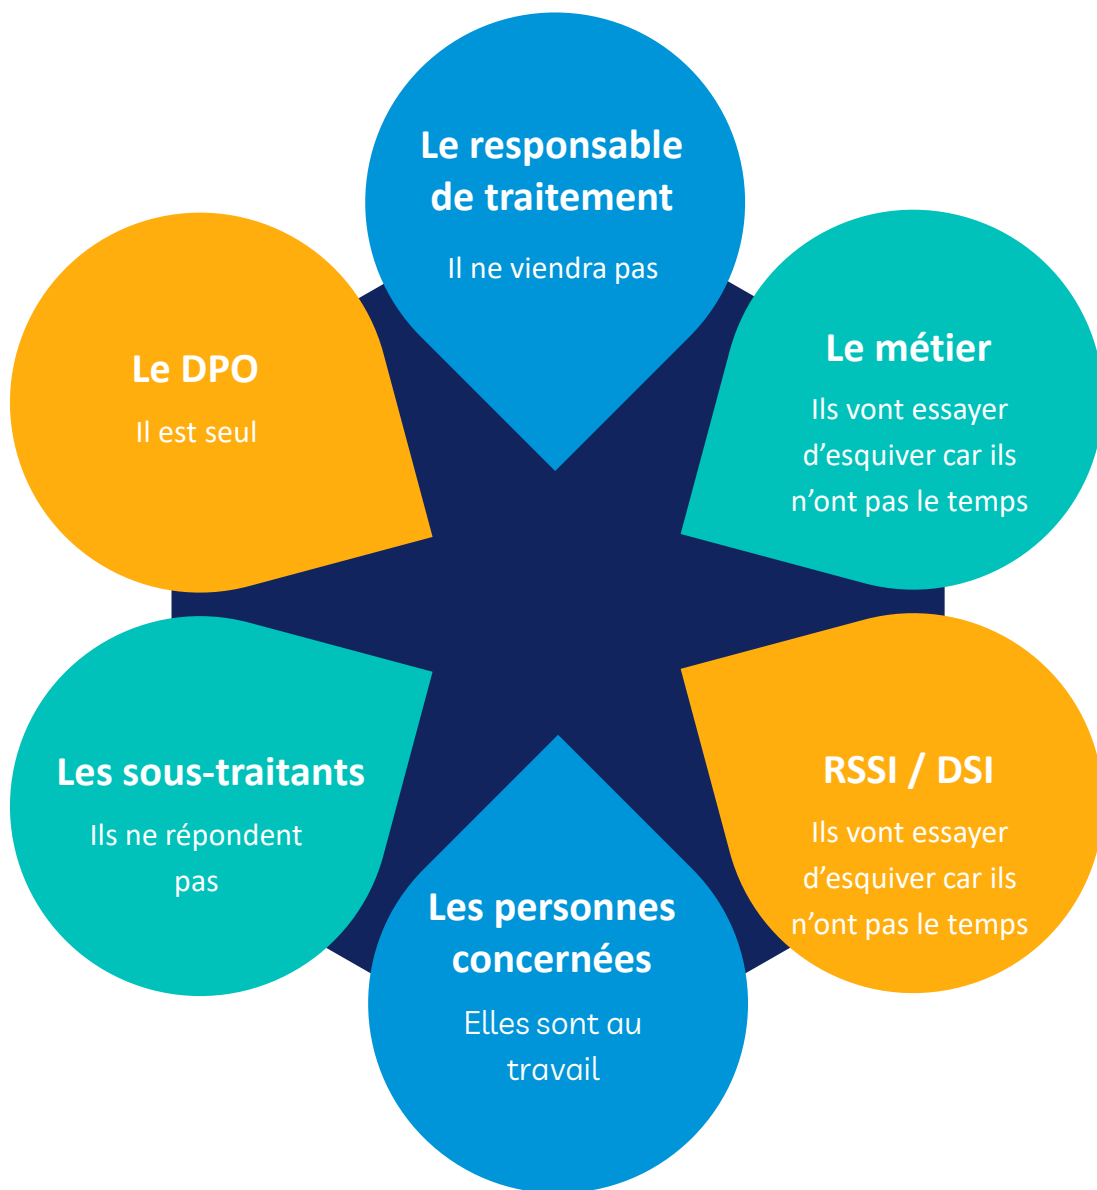 Le responsable
de traitement
Il ne viendra pas
Le métier
Ils vont essayer
d’esquiver car ils
n’ont pas le temps
RSSI / DSI
Ils vont essayer
d’esquiver car ils
n’ont pas le temps
Les personnes
concernées
Elles sont au
travail
Les sous-traitants
Ils ne répondent
pas
Le DPO
Il est seul